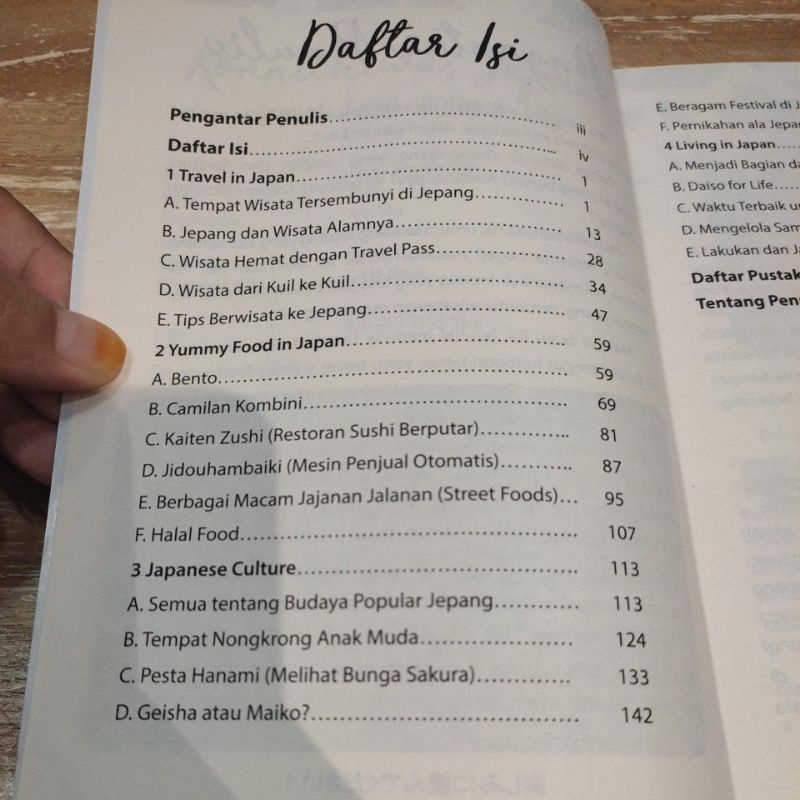 Daftar Isi
Pengantar Penulis.................................................. iii
Daftar Isi.................................................................. iv
1 Travel in Japan...................................................... 1
A. Tempat Wisata Tersembunyi di Jepang............... 1
B. Jepang dan Wisata Alamnya............................. 13
C. Wisata Hemat dengan Travel Pass.................... 28
D. Wisata dari Kuil ke Kuil.................................... 34
E. Tips Berwisata ke Jepang.................................. 47
2 Yummy Food in Japan....................................... 59
A. Bento............................................................... 59
B. Camilan Kombini.............................................. 69
C. Kaiten Zushi (Restoran Sushi Berputar)............. 81
D. Jidouhambaiki (Mesin Penjual Otomatis)........... 87
E. Berbagai Macam Jajanan Jalanan (Street Foods)... 95
F. Halal Food........................................................ 107
3 Japanese Culture............................................... 113
A. Semua tentang Budaya Popular Jepang............ 113
B. Tempat Nongkrong Anak Muda......................... 124
C. Pesta Hanami (Melihat Bunga Sakura)............. 133
D. Geisha atau Maiko?.......................................... 142
E. Beragam Festival di
F. Pernikahan ala
4 Living in Japan....
A. Menjadi Bagian
B. Daiso for Life.....
C. Waktu Terbaik
D. Mengelola
E. Lakukan dan
Daftar
Tentang